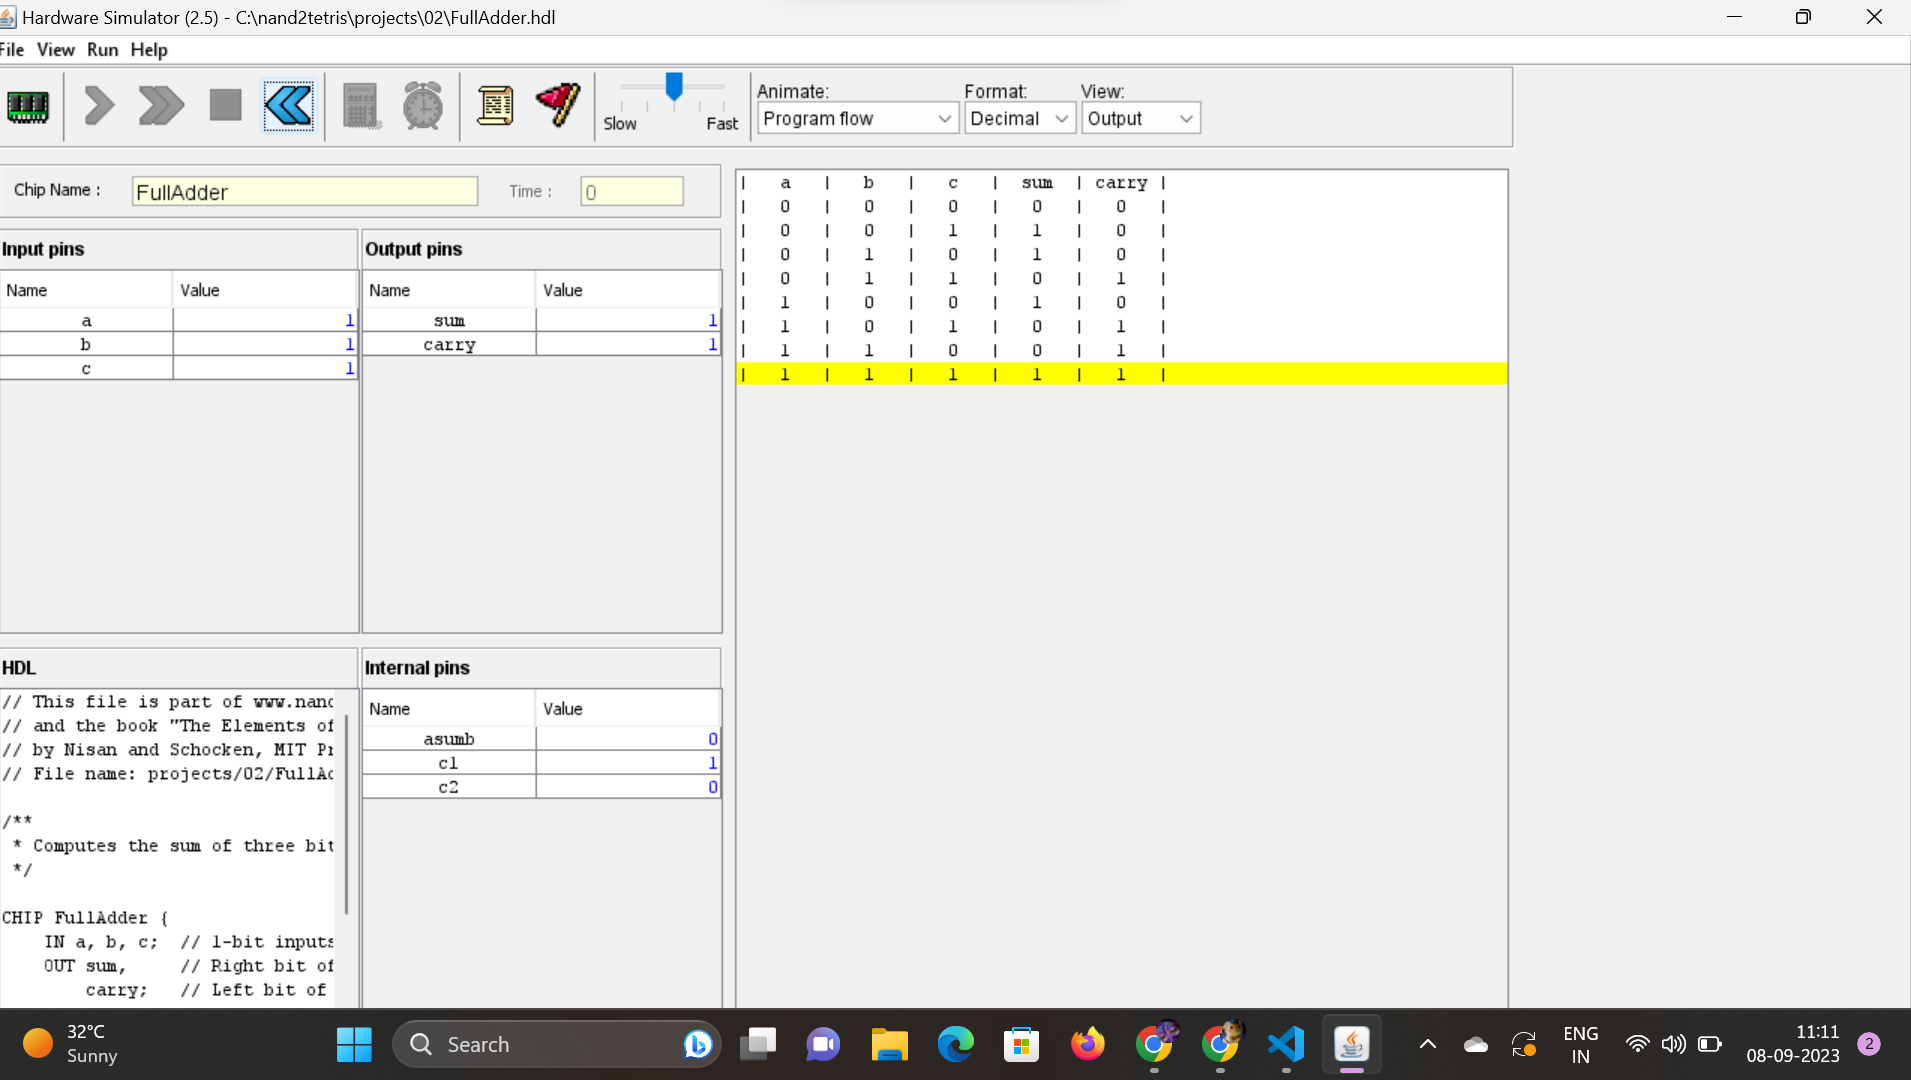 Hardware Simulator (2.5) - C:\nand2tetris\projects\02\FullAdder.hdl
File View Run Help
Slow Fast
Animate: Format: View:
Program flow Decimal Output
Chip Name : FullAdder Time : 0
Input pins
Name Value
a 1
b 1
c 1
Output pins
Name Value
sum 1
carry 1
| a | b | c | sum | carry |
| 0 | 0 | 0 | 0 | 0 |
| 0 | 0 | 1 | 1 | 0 |
| 0 | 1 | 0 | 1 | 0 |
| 0 | 1 | 1 | 0 | 1 |
| 1 | 0 | 0 | 1 | 0 |
| 1 | 0 | 1 | 0 | 1 |
| 1 | 1 | 0 | 0 | 1 |
| 1 | 1 | 1 | 1 | 1 |
HDL
// This file is part of www.nand
// and the book "The Elements of
// by Nisan and Schocken, MIT Pr
// File name: projects/02/FullAd
/**
* Computes the sum of three bit
*/
CHIP FullAdder {
IN a, b, c; // 1-bit inputs
OUT sum, // Right bit of
carry; // Left bit of
Internal pins
Name Value
asumb 0
c1 1
c2 0
32°C
Sunny
Search
ENG
IN
11:11
08-09-2023
2